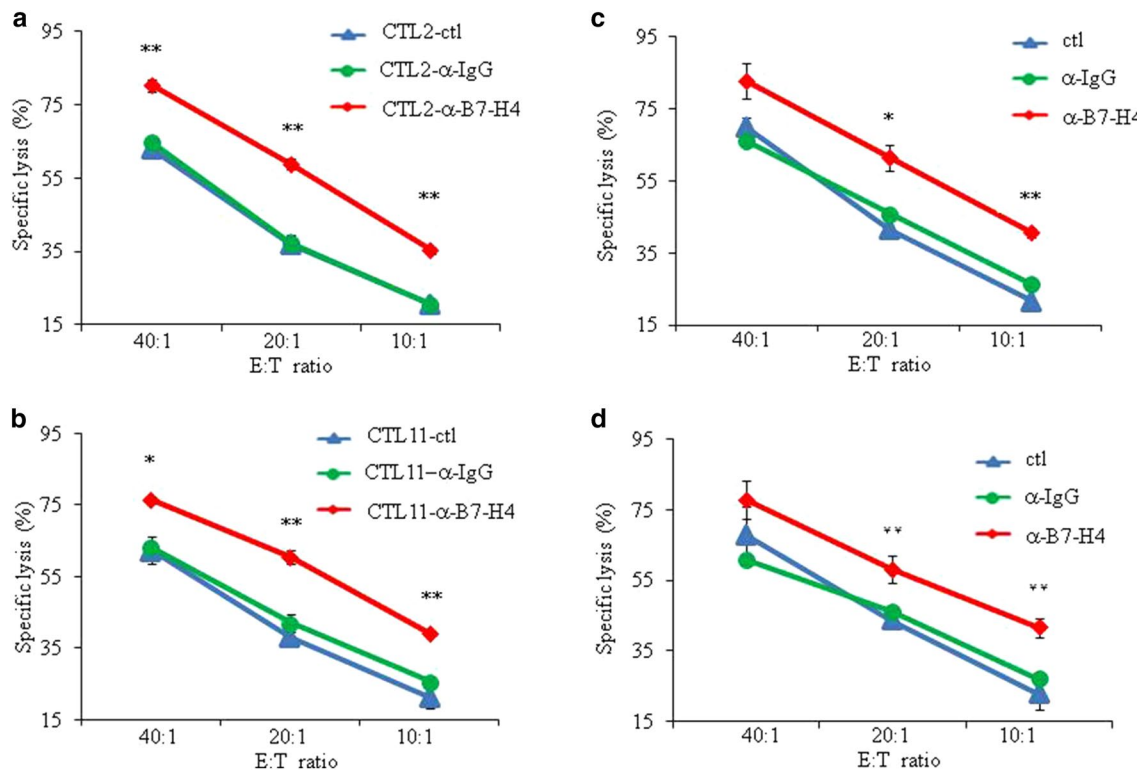 a
95
75
55
35
15
Specific lysis (%)
**
**
**
CTL2-ctl
CTL2-α-IgG
CTL2-α-B7-H4
40:1
20:1
10:1
E:T ratio
c
95
75
55
35
15
Specific lysis (%)
*
**
ctl
α-IgG
α-B7-H4
40:1
20:1
10:1
E:T ratio
b
95
75
55
35
15
Specific lysis (%)
*
**
**
CTL11-ctl
CTL11-α-IgG
CTL11-α-B7-H4
40:1
20:1
10:1
E:T ratio
d
95
75
55
35
15
Specific lysis (%)
**
**
ctl
α-IgG
α-B7-H4
40:1
20:1
10:1
E:T ratio